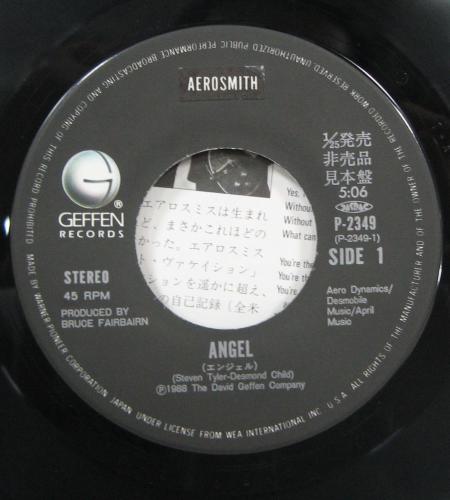 UNAUTHORIZED PUBLIC PERFORMANCE BROADCASTING AND COPYING OF THIS RECORD PROHIBITED
ALL RIGHTS OF THE MANUFACTURER AND OF THE OWNER OF THE RECORDED WORK RESERVED
AEROSMITH
GEFFEN ®
RECORDS
STEREO
45 RPM
PRODUCED BY
BRUCE FAIRBAIRN
1/25発売
非売品
見本盤
5:06
P-2349
(P-2349-1)
SIDE 1
Aero Dynamics/
Desmobile
Music/April
Music
エアロスミスは生まれ
ど、まさかこれほどの
かった。エアロスミス
ト・ヴァケイション」
ションを遥かに超え、
の自己記録(全米
Yes.
Without
Without
What can
You're the
You're the
ANGEL
(エンジェル)
(Steven Tyler-Desmond Child)
℗1988 The David Geffen Company
MADE BY WARNER-PIONEER CORPORATION JAPAN UNDER LICENSE FROM WEA INTERNATIONAL INC. U.S.A.